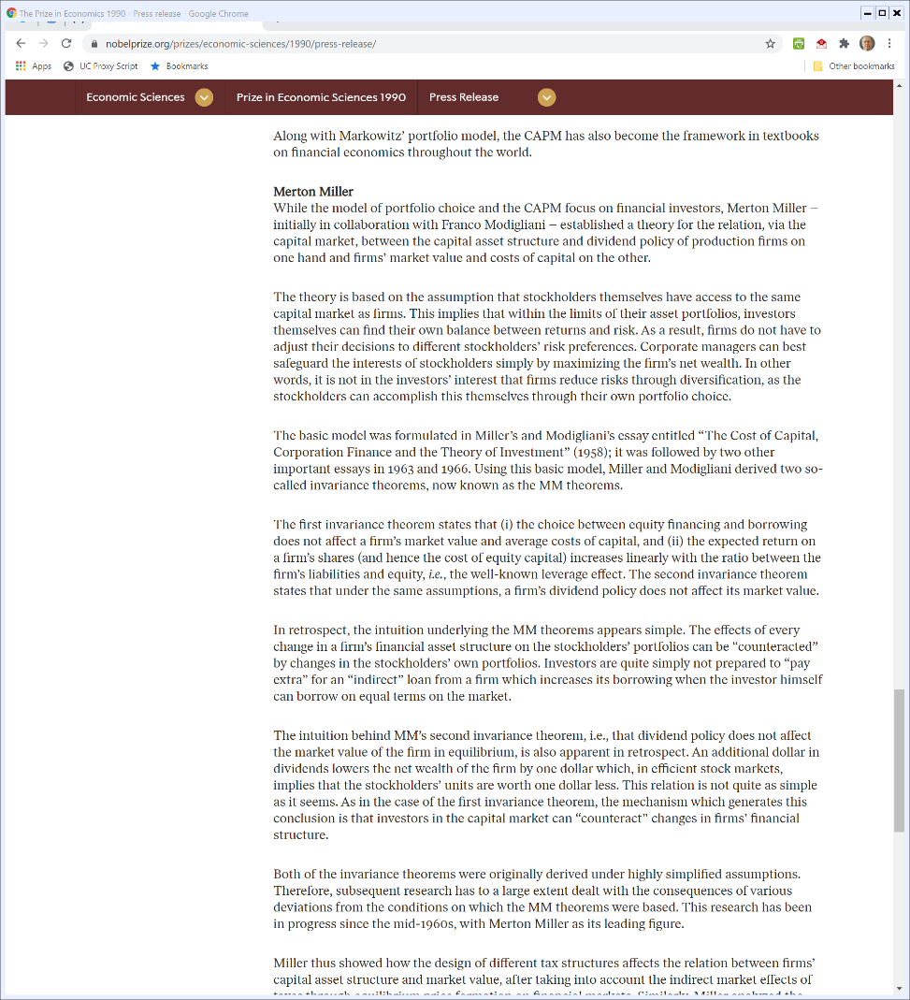 The Prize in Economics 1990 - Press release - Google Chrome
nobelprize.org/prizes/economic-sciences/1990/press-release/
Apps UC Proxy Script Bookmarks Other bookmarks
Economic Sciences Prize in Economic Sciences 1990 Press Release
Along with Markowitz’ portfolio model, the CAPM has also become the framework in textbooks
on financial economics throughout the world.
Merton Miller
While the model of portfolio choice and the CAPM focus on financial investors, Merton Miller –
initially in collaboration with Franco Modigliani – established a theory for the relation, via the
capital market, between the capital asset structure and dividend policy of production firms on
one hand and firms’ market value and costs of capital on the other.
The theory is based on the assumption that stockholders themselves have access to the same
capital market as firms. This implies that within the limits of their asset portfolios, investors
themselves can find their own balance between returns and risk. As a result, firms do not have to
adjust their decisions to different stockholders’ risk preferences. Corporate managers can best
safeguard the interests of stockholders simply by maximizing the firm’s net wealth. In other
words, it is not in the investors’ interest that firms reduce risks through diversification, as the
stockholders can accomplish this themselves through their own portfolio choice.
The basic model was formulated in Miller’s and Modigliani’s essay entitled “The Cost of Capital,
Corporation Finance and the Theory of Investment” (1958); it was followed by two other
important essays in 1963 and 1966. Using this basic model, Miller and Modigliani derived two so-
called invariance theorems, now known as the MM theorems.
The first invariance theorem states that (i) the choice between equity financing and borrowing
does not affect a firm’s market value and average costs of capital, and (ii) the expected return on
a firm’s shares (and hence the cost of equity capital) increases linearly with the ratio between the
firm’s liabilities and equity, i.e., the well-known leverage effect. The second invariance theorem
states that under the same assumptions, a firm’s dividend policy does not affect its market value.
In retrospect, the intuition underlying the MM theorems appears simple. The effects of every
change in a firm’s financial asset structure on the stockholders’ portfolios can be “counteracted”
by changes in the stockholders’ own portfolios. Investors are quite simply not prepared to “pay
extra” for an “indirect” loan from a firm which increases its borrowing when the investor himself
can borrow on equal terms on the market.
The intuition behind MM’s second invariance theorem, i.e., that dividend policy does not affect
the market value of the firm in equilibrium, is also apparent in retrospect. An additional dollar in
dividends lowers the net wealth of the firm by one dollar which, in efficient stock markets,
implies that the stockholders’ units are worth one dollar less. This relation is not quite as simple
as it seems. As in the case of the first invariance theorem, the mechanism which generates this
conclusion is that investors in the capital market can “counteract” changes in firms’ financial
structure.
Both of the invariance theorems were originally derived under highly simplified assumptions.
Therefore, subsequent research has to a large extent dealt with the consequences of various
deviations from the conditions on which the MM theorems were based. This research has been
in progress since the mid-1960s, with Merton Miller as its leading figure.
Miller thus showed how the design of different tax structures affects the relation between firms’
capital asset structure and market value, after taking into account the indirect market effects of
taxes through equilibrium price formation on financial markets. Similarly, Miller analyzed the